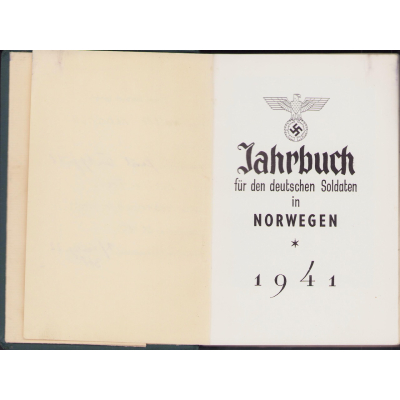 Jahrbuch
für den deutschen Soldaten
in
NORWEGEN
*
1941